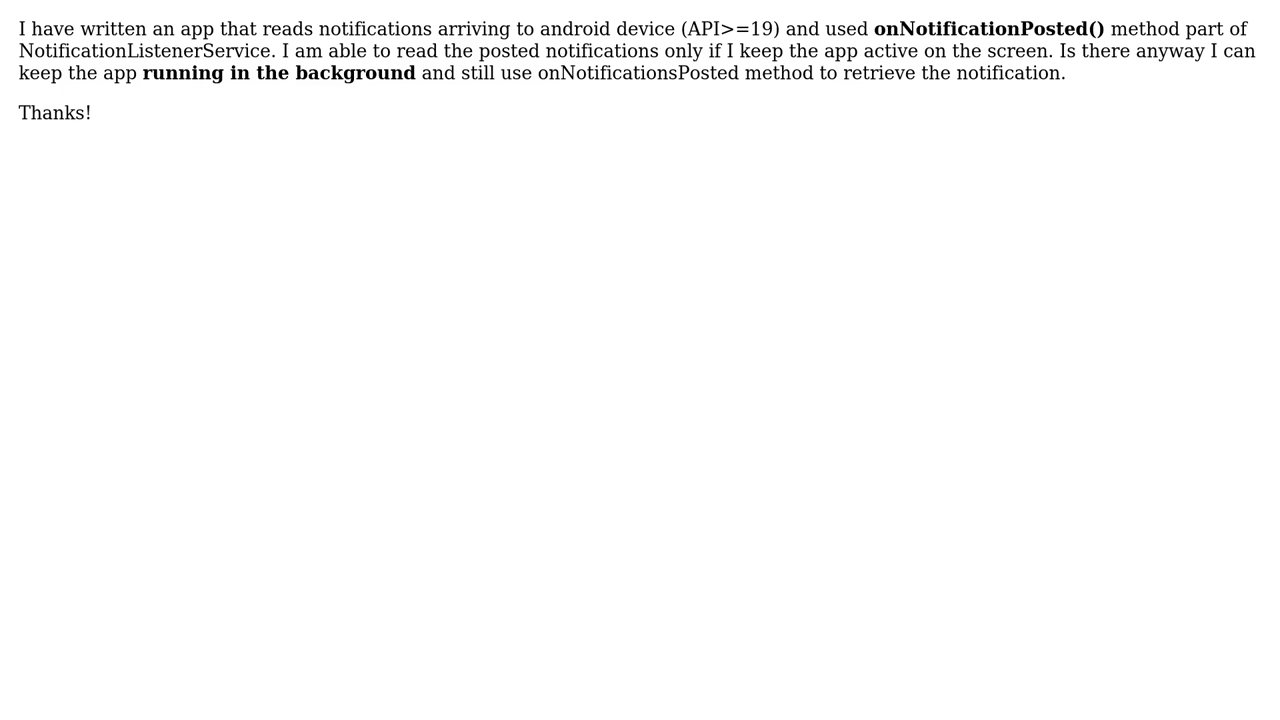 I have written an app that reads notifications arriving to android device (API>=19) and used onNotificationPosted() method part of
NotificationListenerService. I am able to read the posted notifications only if I keep the app active on the screen. Is there anyway I can
keep the app running in the background and still use onNotificationsPosted method to retrieve the notification.
Thanks!